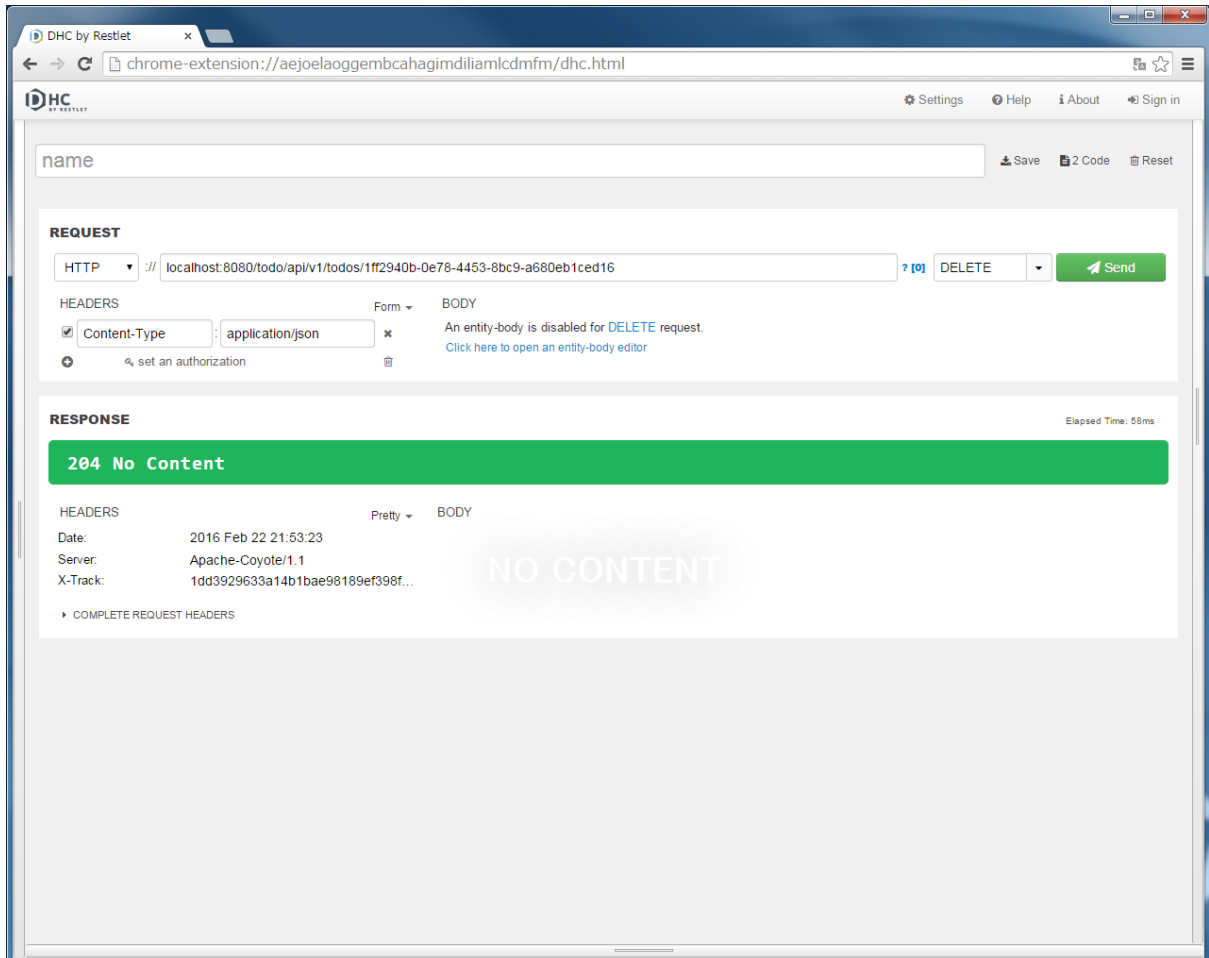 DHC by Restlet
chrome-extension://aejoelaoggembcahagimdiliamlcdmfm/dhc.html
DHC BY RESTLET
Settings Help About Sign in
name Save 2 Code Reset
REQUEST
HTTP :// localhost:8080/todo/api/v1/todos/1ff2940b-0e78-4453-8bc9-a680eb1ced16 ? [0] DELETE Send
HEADERS Form BODY
Content-Type : application/json An entity-body is disabled for DELETE request.
Click here to open an entity-body editor
set an authorization
RESPONSE Elapsed Time: 58ms
204 No Content
HEADERS Pretty BODY
Date: 2016 Feb 22 21:53:23
Server: Apache-Coyote/1.1
NO CONTENT
X-Track: 1dd3929633a14b1bae98189ef398f...
COMPLETE REQUEST HEADERS